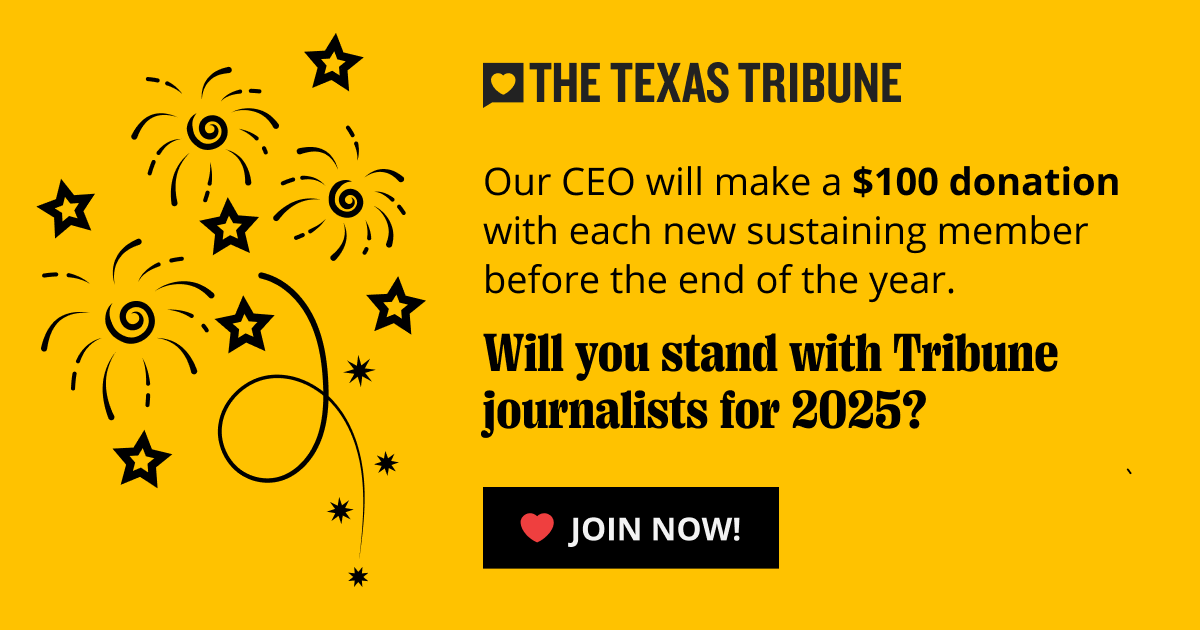 THE TEXAS TRIBUNE
Our CEO will make a $100 donation
with each new sustaining member
before the end of the year.
Will you stand with Tribune
journalists for 2025?
JOIN NOW!